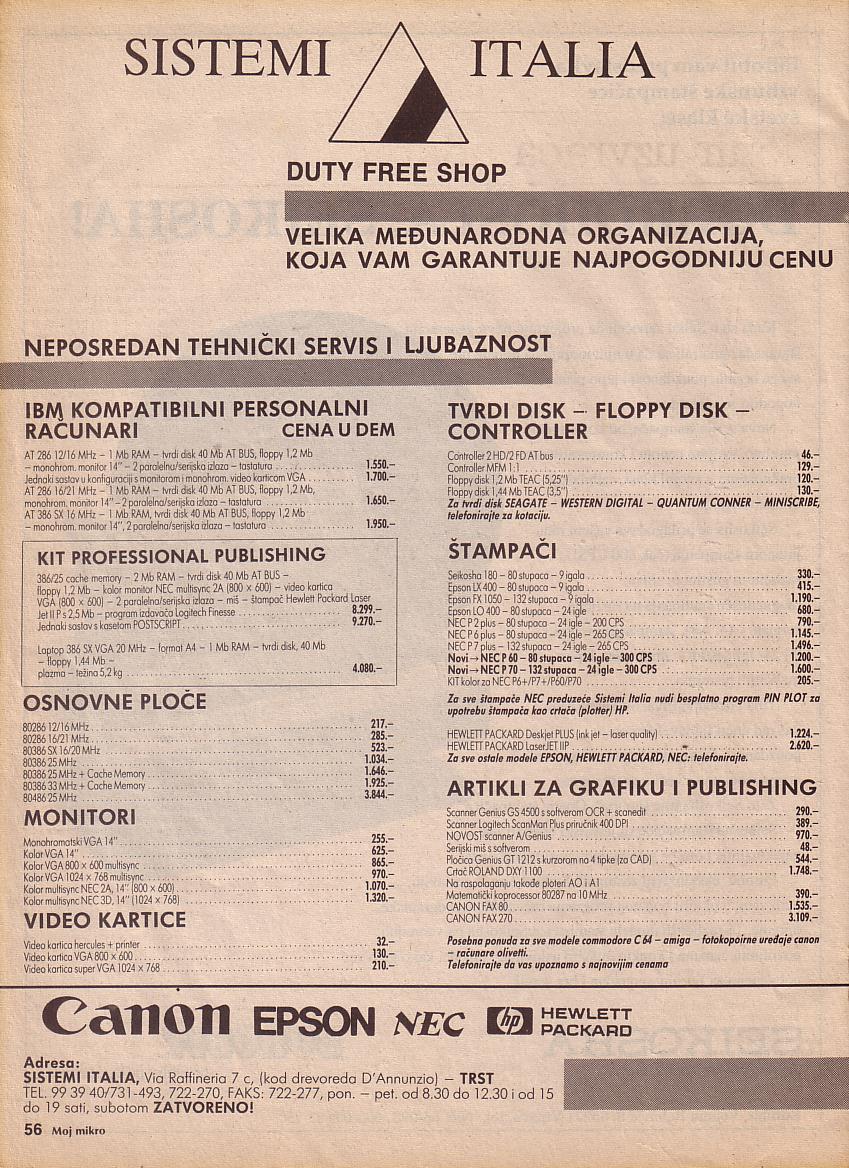 SISTEMI ITALIA
DUTY FREE SHOP
VELIKA MEĐUNARODNA ORGANIZACIJA,
KOJA VAM GARANTUJE NAJPOGODNIJU CENU
NEPOSREDAN TEHNIČKI SERVIS I LJUBAZNOST
IBM KOMPATIBILNI PERSONALNI
RAČUNARI CENA U DEM
AT 286 12/16 MHz – 1 Mb RAM – tvrdi disk 40 Mb AT BUS, floppy 1,2 Mb
– monohrom. monitor 14" – 2 paralelna/serijska izlaza – tastatura 1.550.–
Jednaki sastav u konfiguraciji s monitorom i monohrom. video karticom VGA 1.700.–
AT 286 16/21 MHz – 1 Mb RAM – tvrdi disk 40 Mb AT BUS, floppy 1,2 Mb,
monohrom. monitor 14" – 2 paralelna/serijska izlaza – tastatura 1.650.–
AT 386 SX 16 MHz – 1 Mb RAM, tvrdi disk 40 Mb AT BUS, floppy 1,2 Mb
– monohrom. monitor 14", 2 paralelna/serijska izlaza – tastatura 1.950.–
KIT PROFESSIONAL PUBLISHING
386/25 cache memory – 2 Mb RAM – tvrdi disk 40 Mb AT BUS –
floppy 1,2 Mb – kolor monitor NEC multisync 2A (800 × 600) – video kartica
VGA (800 × 600) – 2 paralelna/serijska izlaza – miš – štampač Hewlett Packard Laser
Jet II P s 2,5 Mb – program izdavača Logitech Finesse 8.299.–
Jednaki sastav s kasetom POSTSCRIPT 9.270.–
Laptop 386 SX VGA 20 MHz – format A4 – 1 Mb RAM – tvrdi disk, 40 Mb
– floppy 1,44 Mb –
plazma – težina 5,2 kg 4.080.–
OSNOVNE PLOČE
80286 12/16 MHz 217.–
80286 16/21 MHz 285.–
80386 SX 16/20 MHz 523.–
80386 25 MHz 1.034.–
80386 25 MHz + Cache Memory 1.646.–
80386 33 MHz + Cache Memory 1.925.–
80486 25 MHz 3.844.–
MONITORI
Monohromatski VGA 14" 255.–
Kolor VGA 14" 625.–
Kolor VGA 800 × 600 multisync 865.–
Kolor VGA 1024 × 768 multisync 970.–
Kolor multisync NEC 2A, 14" (800 × 600) 1.070.–
Kolor multisync NEC 3D, 14" (1024 × 768) 1.320.–
VIDEO KARTICE
Video kartica hercules + printer 32.–
Video kartica VGA 800 × 600 130.–
Video kartica super VGA 1024 × 768 210.–
TVRDI DISK – FLOPPY DISK –
CONTROLLER
Controller 2 HD/2 FD AT bus 46.–
Controller MFM 1:1 129.–
Floppy disk 1,2 Mb TEAC (5,25") 120.–
Floppy disk 1,44 Mb TEAC (3,5") 130.–
Za tvrdi disk SEAGATE – WESTERN DIGITAL – QUANTUM CONNER – MINISCRIBE,
telefonirajte za kotaciju.
ŠTAMPAČI
Seikosha 180 – 80 stupaca – 9 igala 330.–
Epson LX 400 – 80 stupaca – 9 igala 415.–
Epson FX 1050 – 132 stupaca – 9 igala 1.190.–
Epson LO 400 – 80 stupaca – 24 igle 680.–
NEC P 2 plus – 80 stupaca – 24 igle – 200 CPS 790.–
NEC P 6 plus – 80 stupaca – 24 igle – 265 CPS 1.145.–
NEC P 7 plus – 132 stupaca – 24 igle – 265 CPS 1.496.–
Novi → NEC P 60 – 80 stupaca – 24 igle – 300 CPS 1.200.–
Novi → NEC P 70 – 132 stupaca – 24 igle – 300 CPS 1.600.–
KIT kolor za NEC P6+/P7+/P60/P70 205.–
Za sve štampače NEC preduzeće Sistemi Italia nudi besplatno program PIN PLOT za
upotrebu štampača kao crtača (plotter) HP.
HEWLETT PACKARD Deskjet PLUS (ink jet – laser quality) 1.224.–
HEWLETT PACKARD LaserJET IIP 2.620.–
Za sve ostale modele EPSON, HEWLETT PACKARD, NEC: telefonirajte.
ARTIKLI ZA GRAFIKU I PUBLISHING
Scanner Genius GS 4500 s softverom OCR + scanedit 290.–
Scanner Logitech ScanMan Plus priručnik 400 DPI 389.–
NOVOST scanner A/Genius 970.–
Serijski miš s softverom 48.–
Pločica Genius GT 1212 s kurzorom na 4 tipke (za CAD) 544.–
Crtač ROLAND DXY 1100 1.748.–
Na raspolaganju takođe ploteri AO i A1
Matematički koprocesor 80287 na 10 MHz 390.–
CANON FAX 80 1.535.–
CANON FAX 270 3.109.–
Posebna ponuda za sve modele commodore C 64 – amiga – fotokopirne uređaje canon
– računare olivetti.
Telefonirajte da vas upoznamo s najnovijim cenama
Canon EPSON NEC hp HEWLETT
PACKARD
Adresa:
SISTEMI ITALIA, Via Raffineria 7 c, (kod drevoreda D'Annunzio) – TRST
TEL. 99 39 40/731-493, 722-270, FAKS: 722-277, pon. – pet. od 8.30 do 12.30 i od 15
do 19 sati, subotom ZATVORENO!
56 Moj mikro